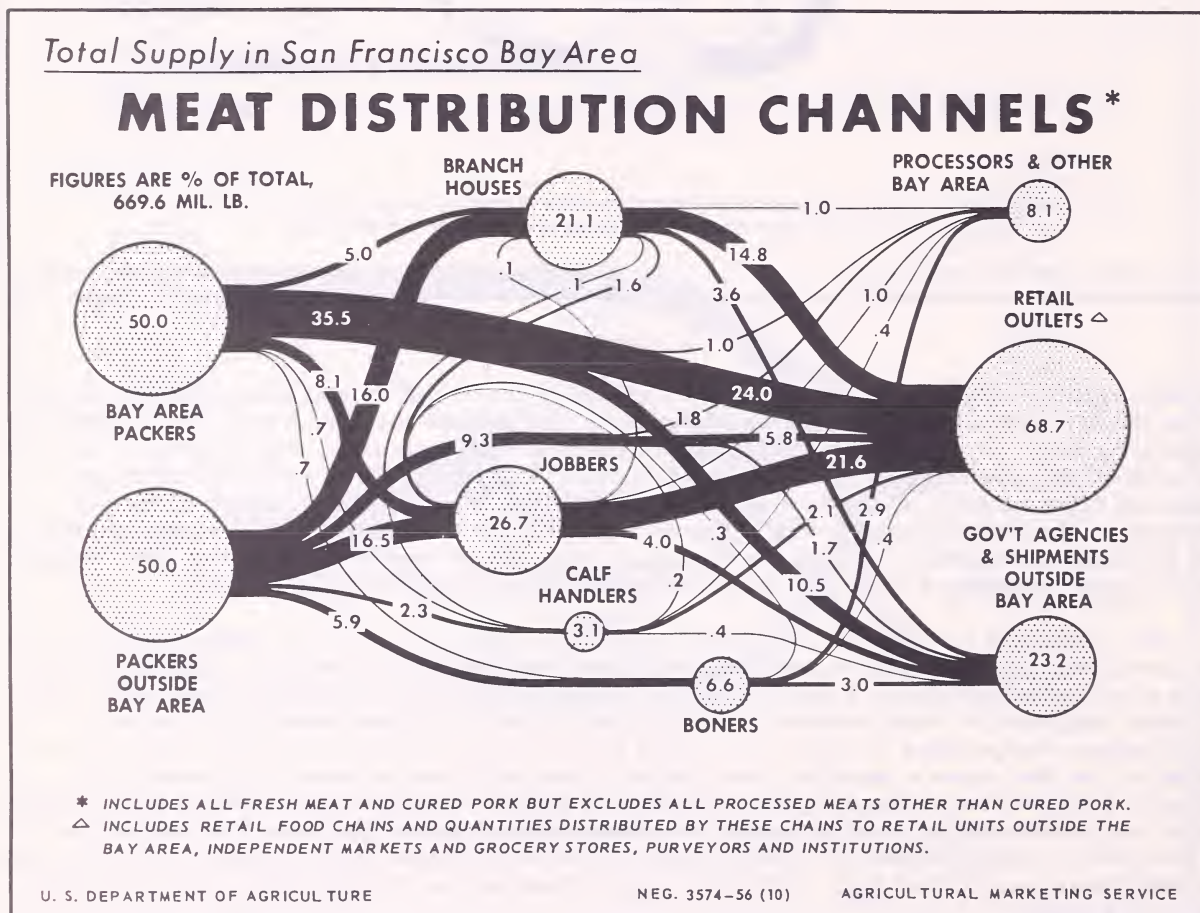 Total Supply in San Francisco Bay Area
MEAT DISTRIBUTION CHANNELS*
FIGURES ARE % OF TOTAL,
669.6 MIL. LB.
BRANCH
HOUSES
21.1
PROCESSORS & OTHER
BAY AREA
8.1
1.0
5.0
14.8
.1
.1
1.6
3.6
1.0
.4
RETAIL
OUTLETS △
50.0
35.5
1.0
8.1
16.0
24.0
BAY AREA
PACKERS
.7
1.8
68.7
.7
9.3
5.8
JOBBERS
21.6
26.7
16.5
2.1
2.9
.3
.4
4.0
1.7
GOV'T AGENCIES
& SHIPMENTS
OUTSIDE
BAY AREA
50.0
CALF
HANDLERS
.2
10.5
2.3
5.9
3.1
.4
23.2
PACKERS
OUTSIDE
BAY AREA
6.6
3.0
BONERS
* INCLUDES ALL FRESH MEAT AND CURED PORK BUT EXCLUDES ALL PROCESSED MEATS OTHER THAN CURED PORK.
△ INCLUDES RETAIL FOOD CHAINS AND QUANTITIES DISTRIBUTED BY THESE CHAINS TO RETAIL UNITS OUTSIDE THE
BAY AREA, INDEPENDENT MARKETS AND GROCERY STORES, PURVEYORS AND INSTITUTIONS.
U. S. DEPARTMENT OF AGRICULTURE
NEG. 3574-56 (10)
AGRICULTURAL MARKETING SERVICE